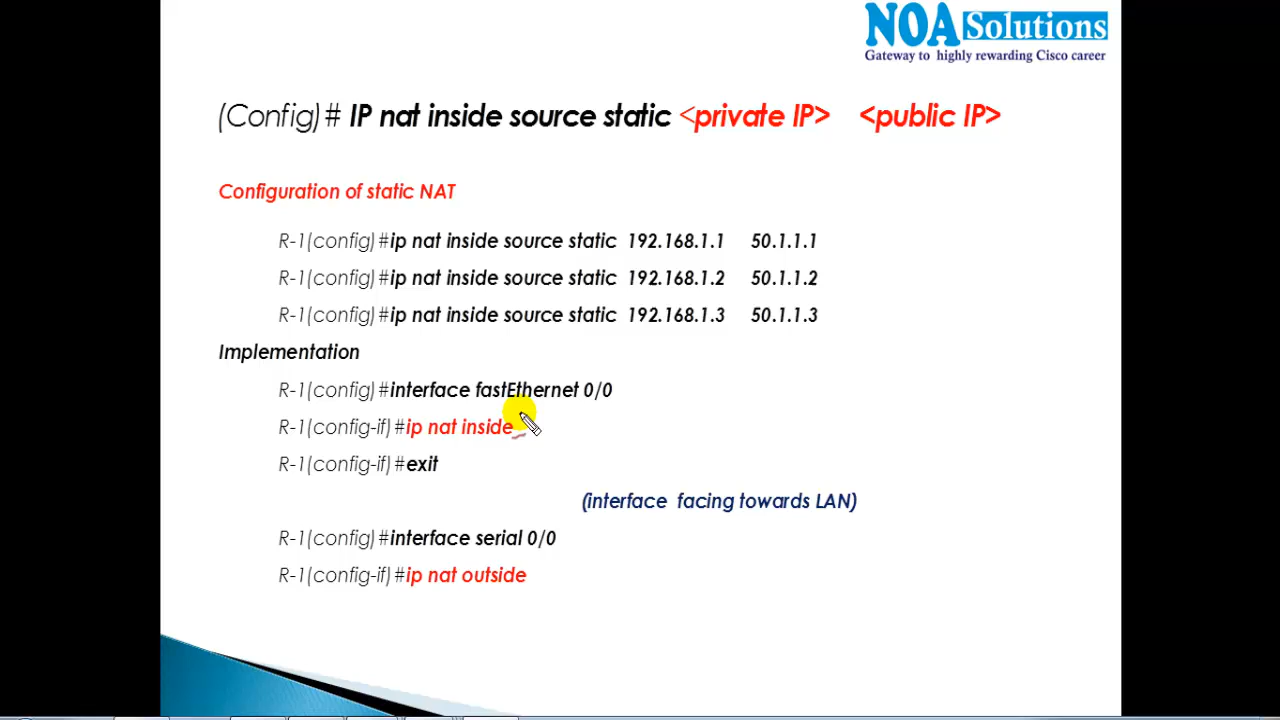 NOA Solutions
Gateway to highly rewarding Cisco career
(Config)# IP nat inside source static <private IP> <public IP>
Configuration of static NAT
R-1(config)#ip nat inside source static 192.168.1.1 50.1.1.1
R-1(config)#ip nat inside source static 192.168.1.2 50.1.1.2
R-1(config)#ip nat inside source static 192.168.1.3 50.1.1.3
Implementation
R-1(config)#interface fastEthernet 0/0
R-1(config-if)#ip nat inside
R-1(config-if)#exit
(interface facing towards LAN)
R-1(config)#interface serial 0/0
R-1(config-if)#ip nat outside